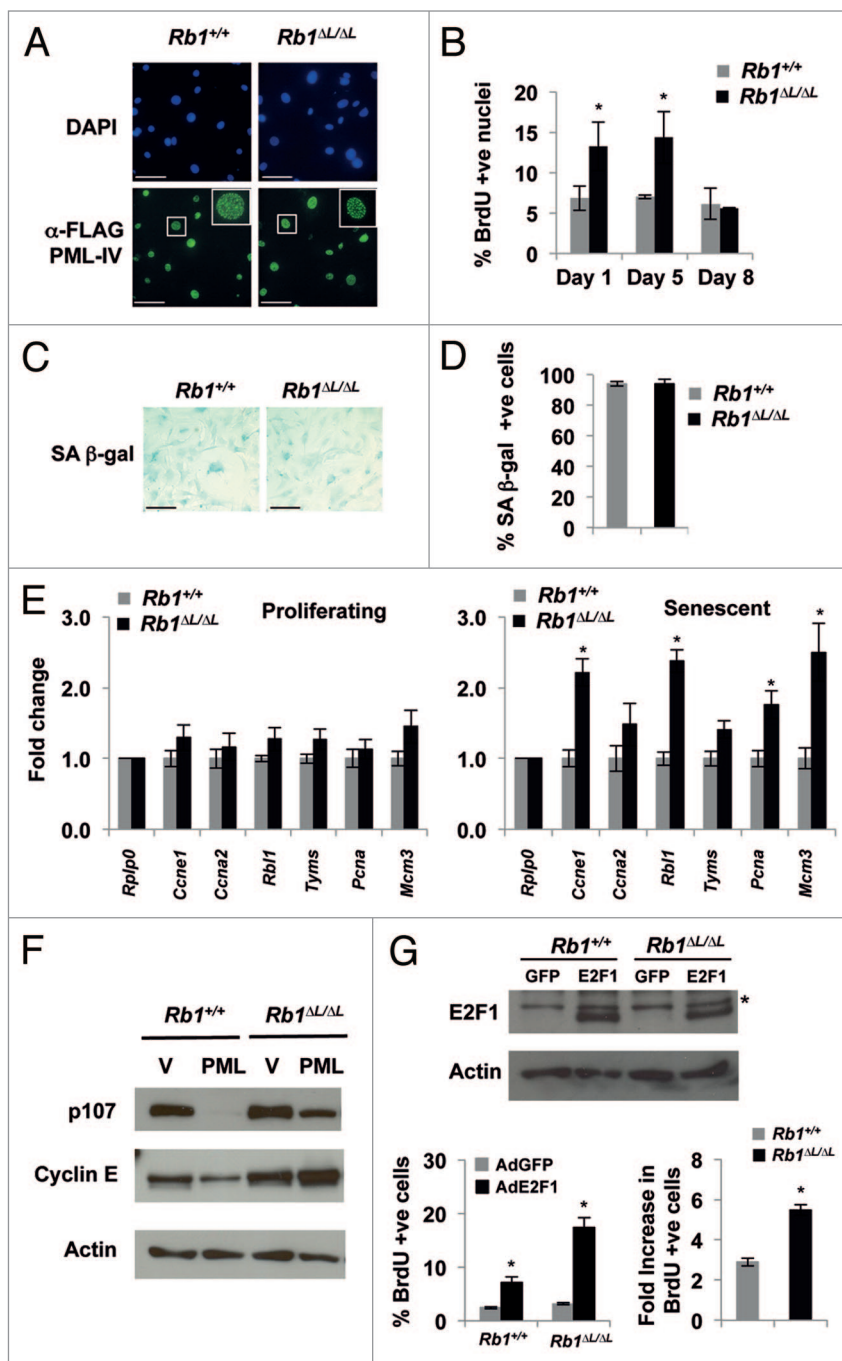 A
Rb1+/+ Rb1ΔL/ΔL
DAPI
α-FLAG
PML-IV
B
Rb1+/+
Rb1ΔL/ΔL
% BrdU +ve nuclei
20
15
10
5
0
* *
Day 1 Day 5 Day 8
C
Rb1+/+ Rb1ΔL/ΔL
SA β-gal
D
% SA β-gal +ve cells
100
80
60
40
20
0
Rb1+/+
Rb1ΔL/ΔL
E
Fold change
3.0
2.0
1.0
0.0
Rb1+/+
Rb1ΔL/ΔL
Proliferating
Rplp0 Ccne1 Ccna2 Rbl1 Tyms Pcna Mcm3
3.0
2.0
1.0
0.0
Rb1+/+
Rb1ΔL/ΔL
Senescent
* * * *
Rplp0 Ccne1 Ccna2 Rbl1 Tyms Pcna Mcm3
F
Rb1+/+ Rb1ΔL/ΔL
V PML V PML
p107
Cyclin E
Actin
G
Rb1+/+ Rb1ΔL/ΔL
GFP E2F1 GFP E2F1
E2F1 *
Actin
% BrdU +ve cells
30
20
10
0
AdGFP
AdE2F1
* *
Rb1+/+ Rb1ΔL/ΔL
Rb1+/+
Rb1ΔL/ΔL
Fold Increase in
BrdU +ve cells
8
6
4
2
0
*